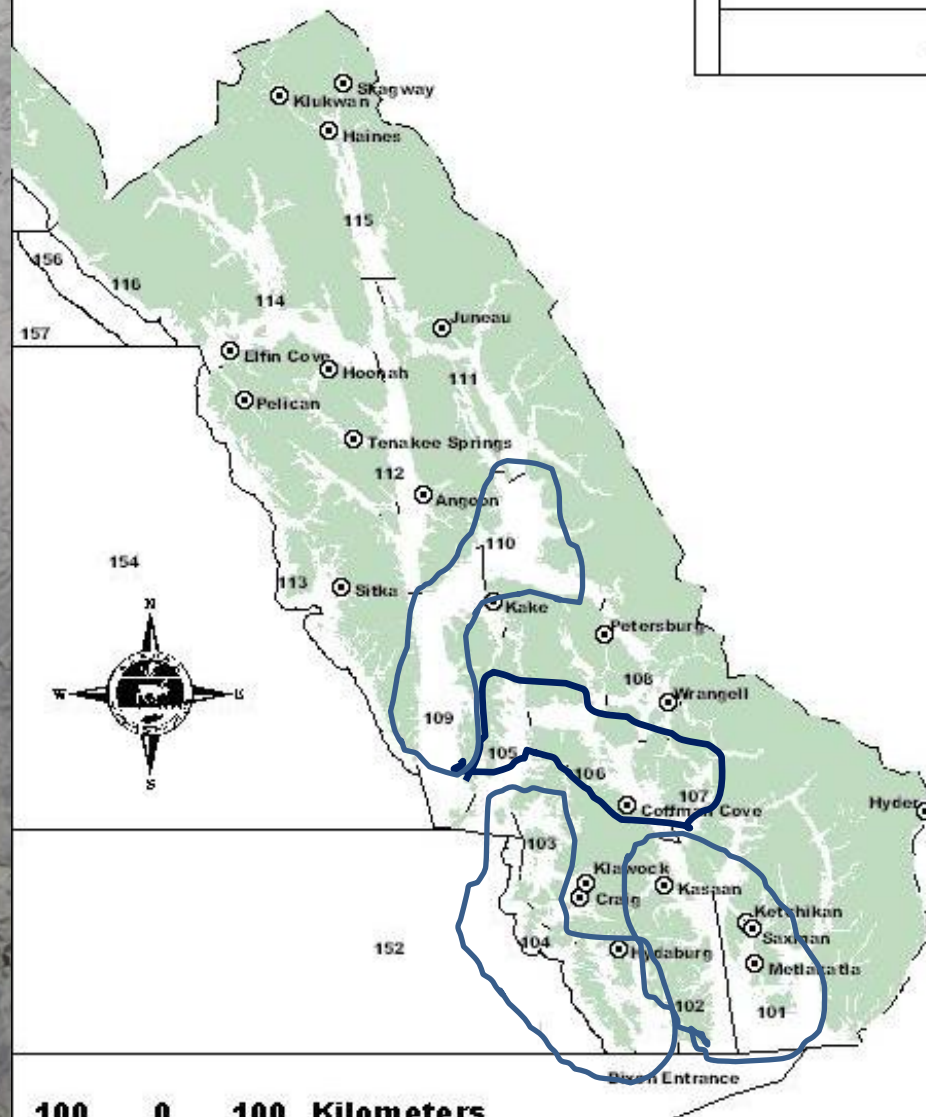 Skagway
Klukwan
Haines
115
156
116
114
157
Juneau
Elfin Cove
Hoonah
111
Pelican
Tenakee Springs
112
Angoon
110
154
113
Sitka
Kake
N
Petersburg
108
W
E
Wrangell
109
105
S
106
107
Hyder
Coffman Cove
103
Klawock
Kasaan
Craig
Ketchikan
Saxman
104
152
Hydaburg
Metlakatla
102
101
Dixon Entrance
100 0 100 Kilometers